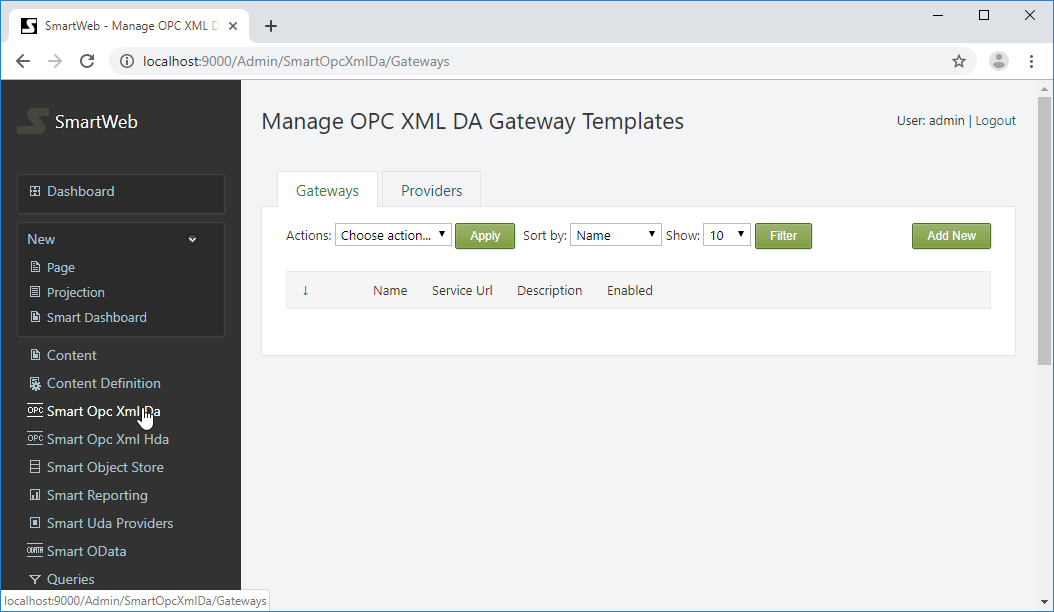 SmartWeb - Manage OPC XML D
localhost:9000/Admin/SmartOpcXmlDa/Gateways
SmartWeb
Manage OPC XML DA Gateway Templates
User: admin | Logout
Dashboard
New
Page
Projection
Smart Dashboard
Content
Content Definition
OPC Smart Opc Xml Da
OPC Smart Opc Xml Hda
Smart Object Store
Smart Reporting
Smart Uda Providers
ODATA Smart OData
Queries
Gateways Providers
Actions: Choose action... Apply Sort by: Name Show: 10 Filter Add New
↓ Name Service Url Description Enabled
localhost:9000/Admin/SmartOpcXmlDa/Gateways